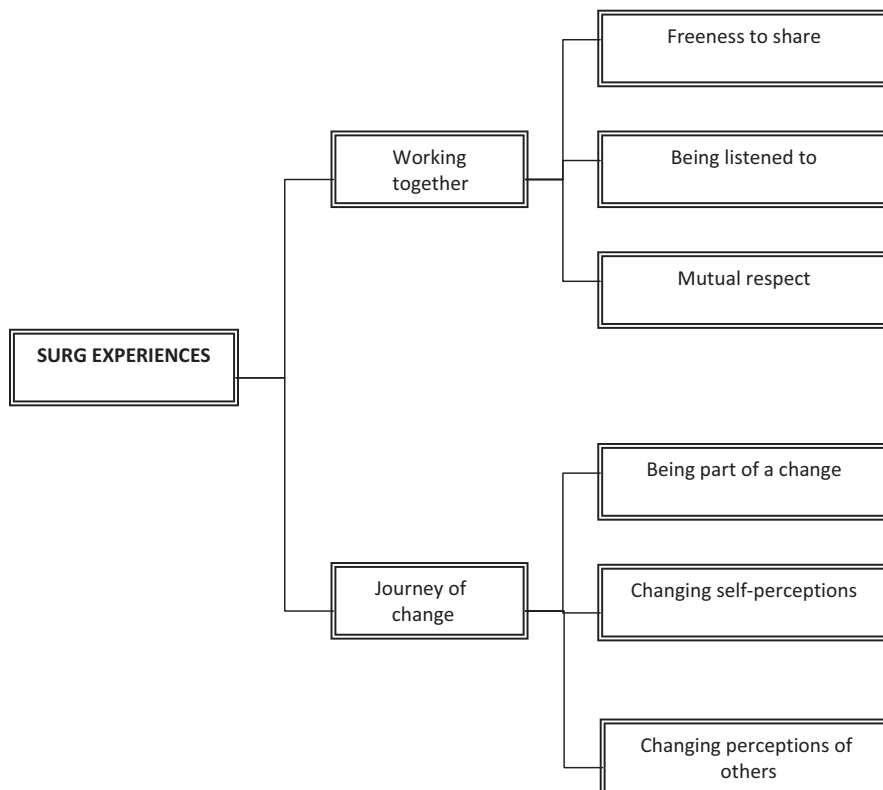 Freeness to share
Working
together
Being listened to
Mutual respect
SURG EXPERIENCES
Being part of a change
Journey of
change
Changing self-perceptions
Changing perceptions of
others